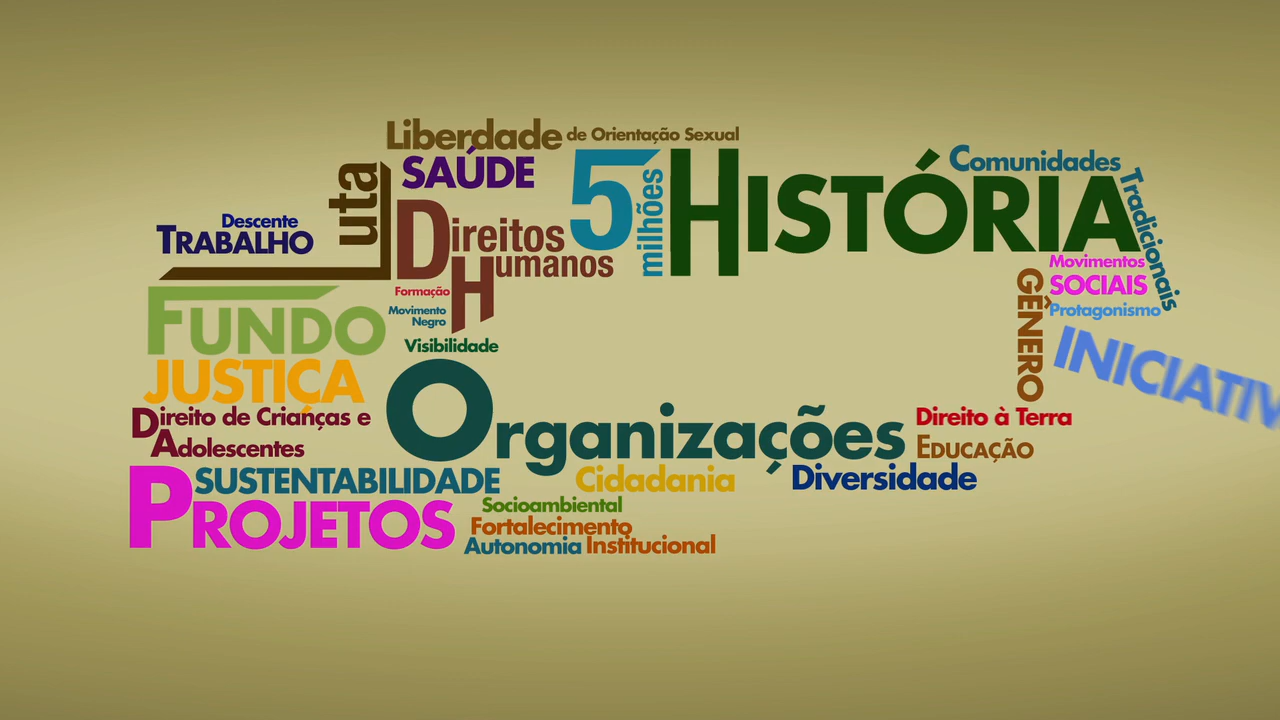 Liberdade de Orientação Sexual
SAÚDE
5 milhões
HISTÓRIA
Comunidades
Tradicionais
Luta
Descente
TRABALHO
Direitos
Humanos
Movimentos
SOCIAIS
Protagonismo
GÊNERO
INICIATIV
Formação
Movimento
Negro
Visibilidade
FUNDO
JUSTIÇA
Direito de Crianças e
Adolescentes
Organizações
Direito à Terra
EDUCAÇÃO
SUSTENTABILIDADE
Cidadania
Diversidade
PROJETOS
Socioambiental
Fortalecimento
Autonomia Institucional